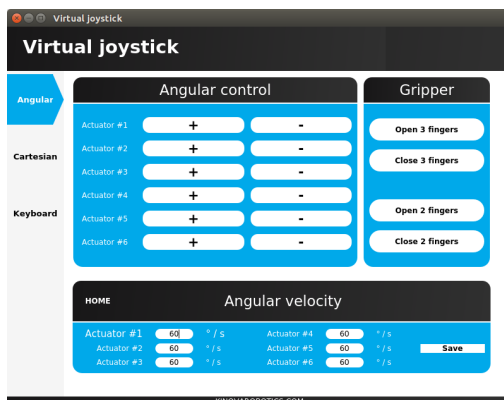 Virtual joystick
Virtual joystick
Angular
Cartesian
Keyboard
Angular control
Actuator #1 + -
Actuator #2 + -
Actuator #3 + -
Actuator #4 + -
Actuator #5 + -
Actuator #6 + -
Gripper
Open 3 fingers
Close 3 fingers
Open 2 fingers
Close 2 fingers
HOME Angular velocity
Actuator #1 60 ° / s Actuator #4 60 ° / s
Actuator #2 60 ° / s Actuator #5 60 ° / s Save
Actuator #3 60 ° / s Actuator #6 60 ° / s
KINOVAROBOTICS.COM